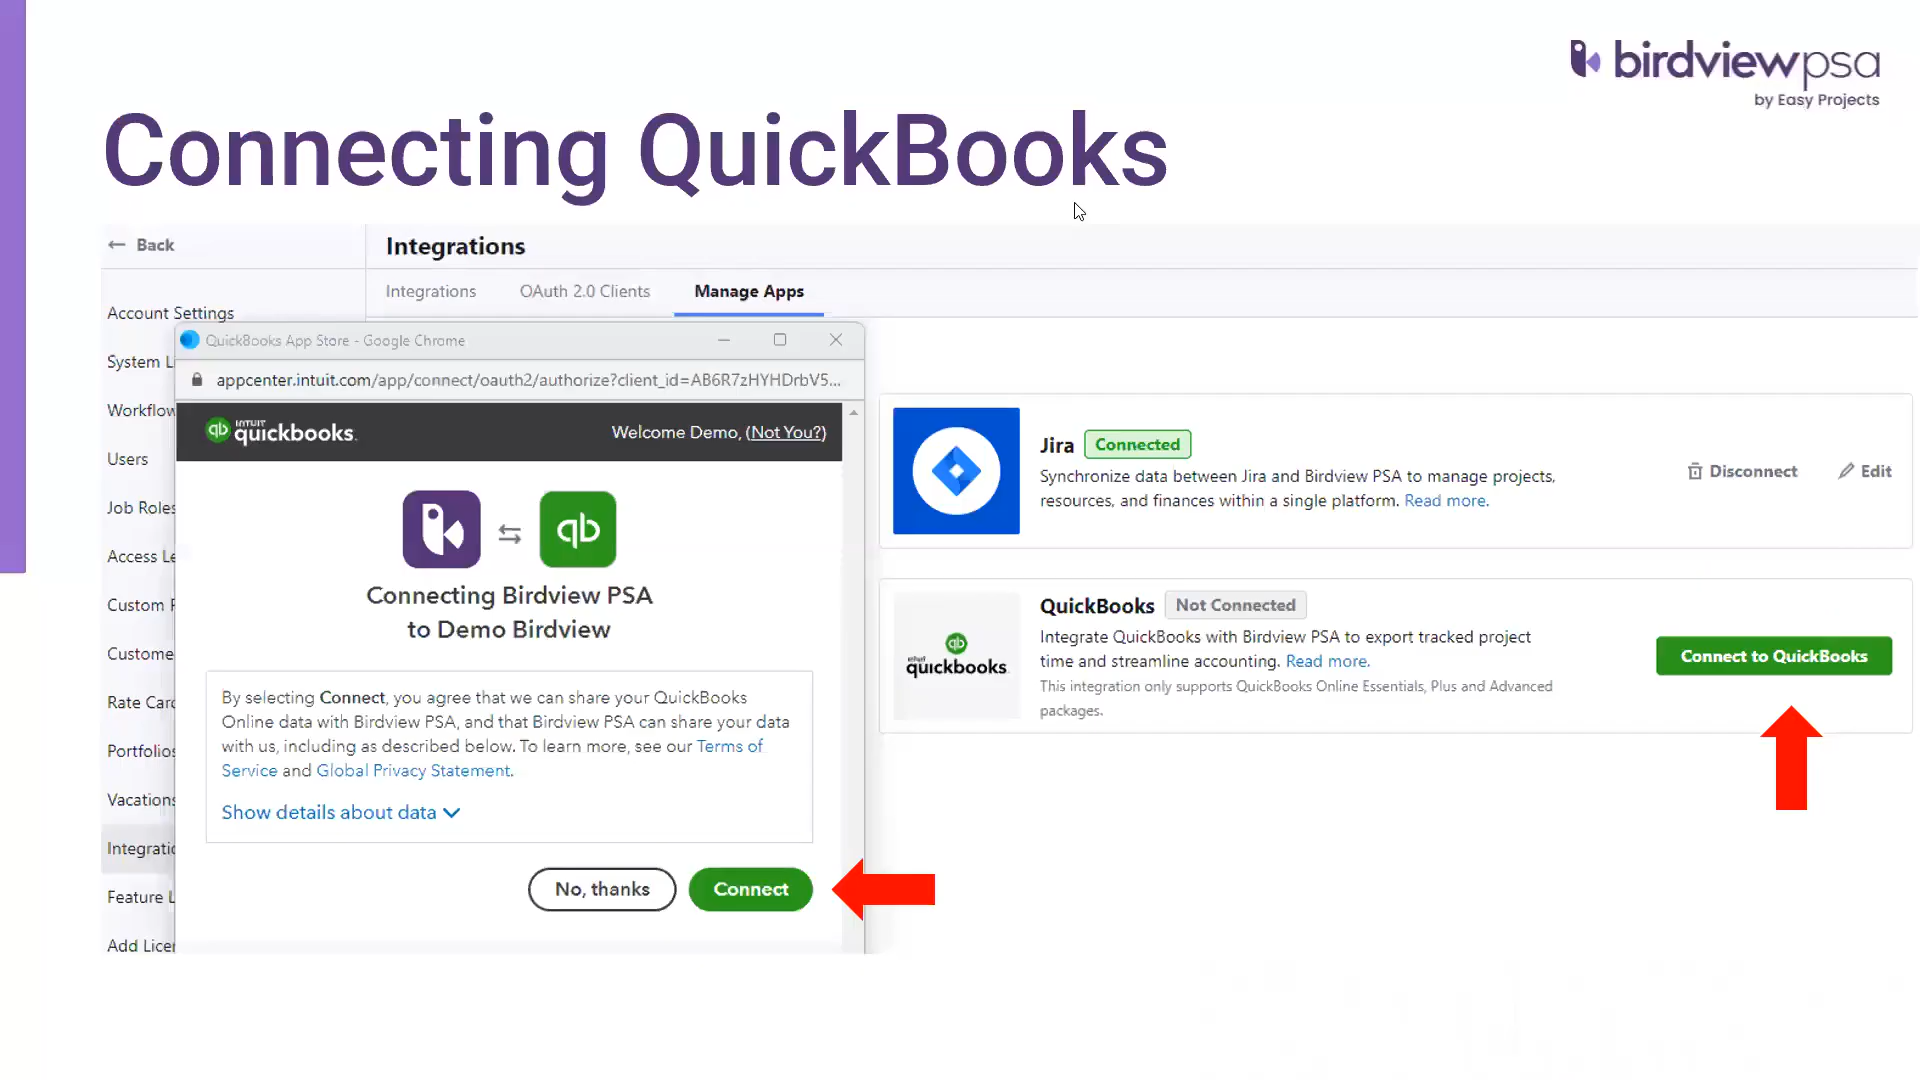 birdviewpsa
by Easy Projects
Connecting QuickBooks
← Back
Integrations
Integrations
OAuth 2.0 Clients
Manage Apps
Account Settings
System L
Workflow
Users
Job Roles
Access Le
Custom F
Custome
Rate Card
Portfolios
Vacations
Integratio
Feature L
Add Licen
QuickBooks App Store - Google Chrome
appcenter.intuit.com/app/connect/oauth2/authorize?client_id=AB6R7zHYHDrbV5...
qb INTUIT quickbooks.
Welcome Demo, (Not You?)
qb
Connecting Birdview PSA
to Demo Birdview
By selecting Connect, you agree that we can share your QuickBooks
Online data with Birdview PSA, and that Birdview PSA can share your data
with us, including as described below. To learn more, see our Terms of
Service and Global Privacy Statement.
Show details about data
No, thanks
Connect
Jira Connected
Synchronize data between Jira and Birdview PSA to manage projects,
resources, and finances within a single platform. Read more.
Disconnect
Edit
qb
INTUIT
quickbooks.
QuickBooks Not Connected
Integrate QuickBooks with Birdview PSA to export tracked project
time and streamline accounting. Read more.
This integration only supports QuickBooks Online Essentials, Plus and Advanced
packages.
Connect to QuickBooks